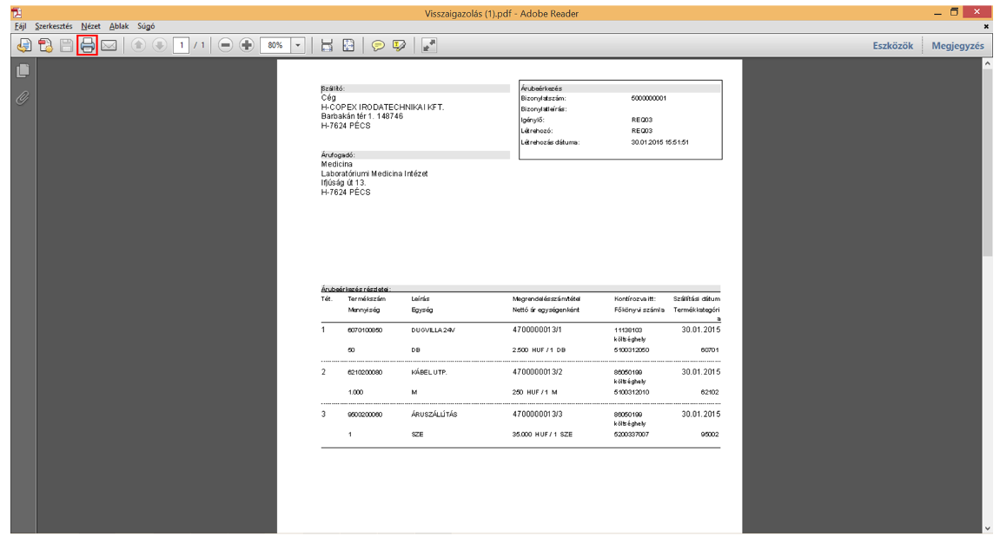 Visszaigazolás (1).pdf - Adobe Reader
Fájl Szerkesztés Nézet Ablak Súgó
1 / 1 80% Eszközök Megjegyzés
Szállító:
Cég
H-COPEX IRODATECHNIKAI KFT.
Barbakán tér 1. 148746
H-7624 PÉCS
Árubeérkezés
Bizonylatszám: 5000000001
Bizonylatleírás:
Igénylő: REQ03
Létrehozó: REQ03
Létrehozás dátuma: 30.01.2015 15:51:51
Árufogadó:
Medicina
Laboratóriumi Medicina Intézet
Ifjúság út 13.
H-7624 PÉCS
Árubeérkezés részletei:
Tét. Termékszám Leírás Megrendelésszám/tétel Kontírozva itt: Szállítási dátum
Mennyiség Egység Nettó ár egységenként Főkönyvi számla Termékkategóri
a
1 6070100850 DUGVILLA 24V 4700000013/1 11138103 30.01.2015
költséghely
50 DB 2.500 HUF / 1 DB 5100312050 60701
2 6210200080 KÁBEL UTP. 4700000013/2 86050199 30.01.2015
költséghely
1.000 M 250 HUF / 1 M 5100312010 62102
3 9500200060 ÁRUSZÁLLÍTÁS 4700000013/3 86050199 30.01.2015
költséghely
1 SZE 35.000 HUF / 1 SZE 5200337007 95002